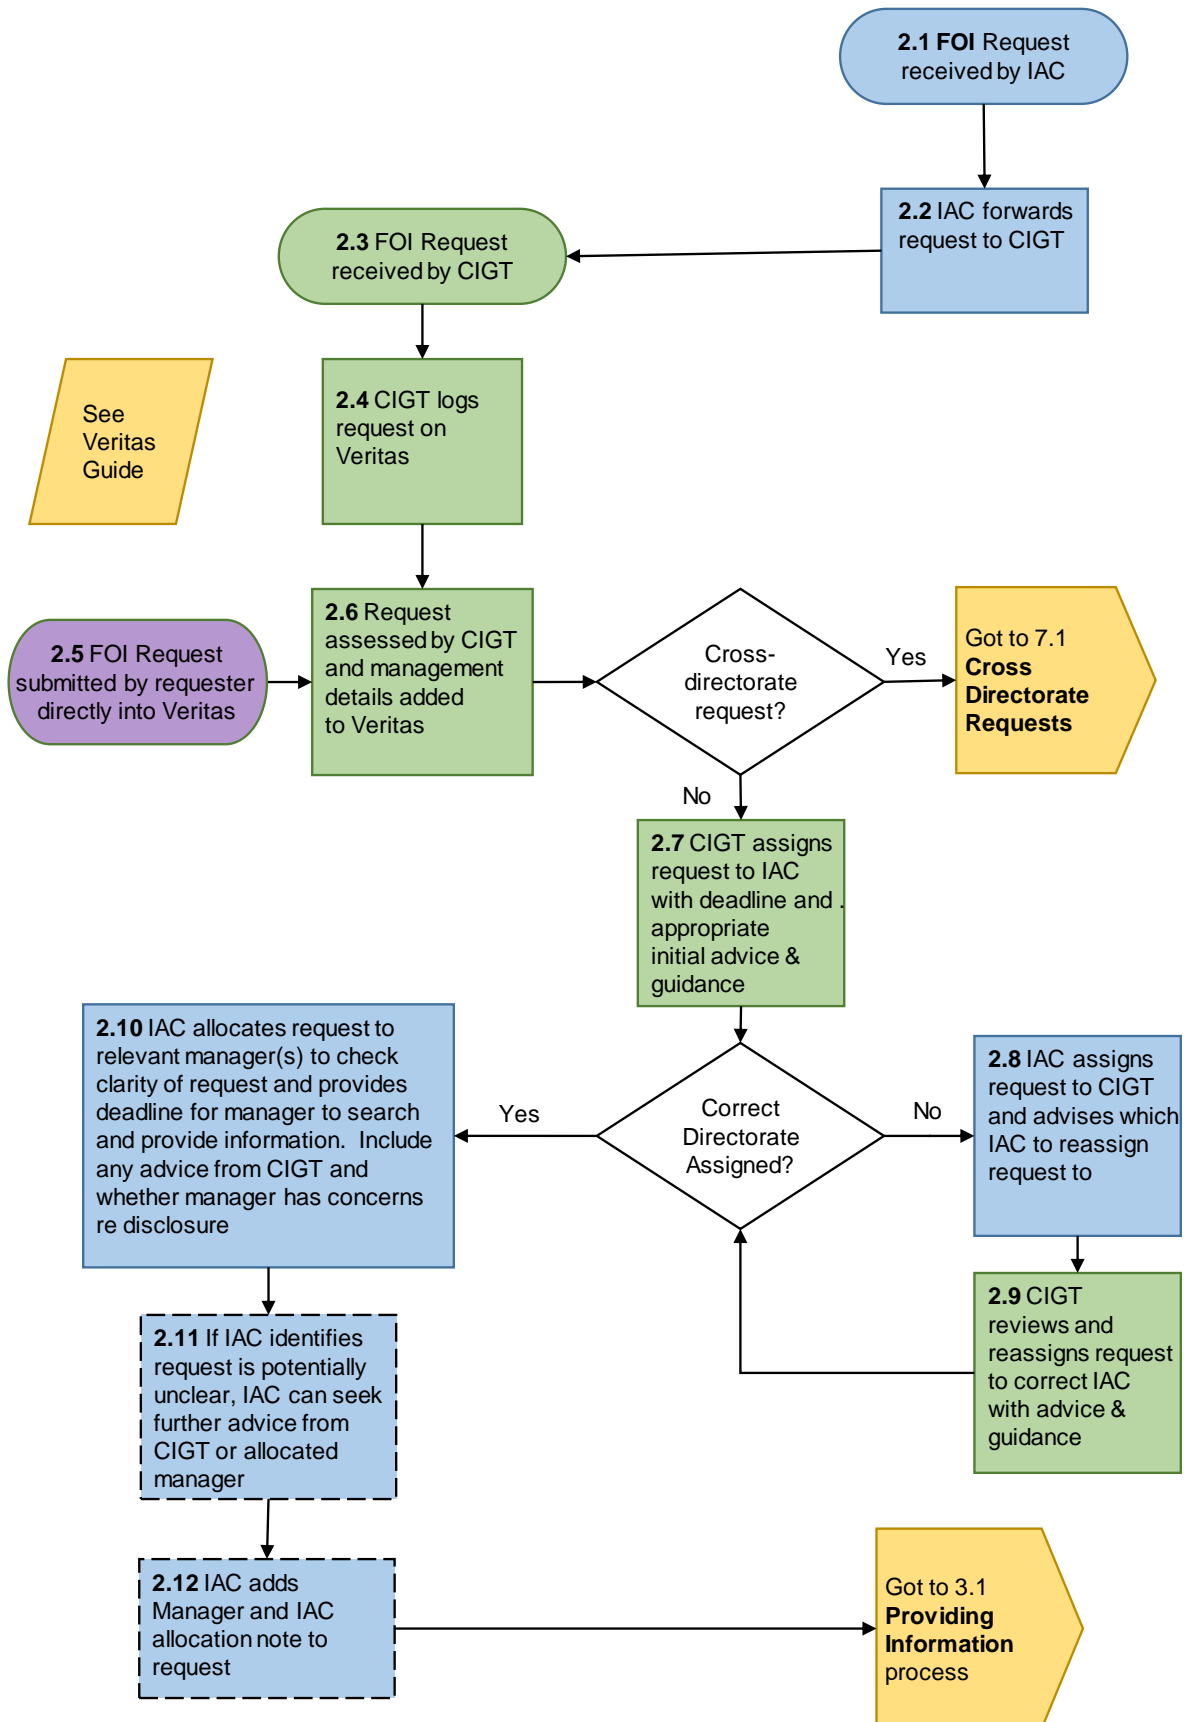 2.1 FOI Request
received by IAC
2.2 IAC forwards
request to CIGT
2.3 FOI Request
received by CIGT
See
Veritas
Guide
2.4 CIGT logs
request on
Veritas
2.5 FOI Request
submitted by requester
directly into Veritas
2.6 Request
assessed by CIGT
and management
details added
to Veritas
Cross-
directorate
request?
Yes
Got to 7.1
Cross
Directorate
Requests
No
2.7 CIGT assigns
request to IAC
with deadline and .
appropriate
initial advice &
guidance
Correct
Directorate
Assigned?
No
2.8 IAC assigns
request to CIGT
and advises which
IAC to reassign
request to
2.9 CIGT
reviews and
reassigns request
to correct IAC
with advice &
guidance
Yes
2.10 IAC allocates request to
relevant manager(s) to check
clarity of request and provides
deadline for manager to search
and provide information.  Include
any advice from CIGT and
whether manager has concerns
re disclosure
2.11 If IAC identifies
request is potentially
unclear, IAC can seek
further advice from
CIGT or allocated
manager
2.12 IAC adds
Manager and IAC
allocation note to
request
Got to 3.1
Providing
Information
process